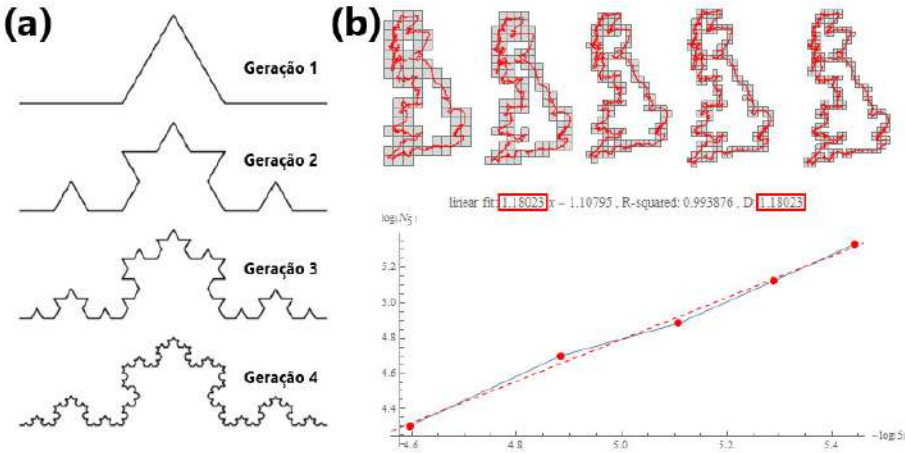 (a)
Geração 1
Geração 2
Geração 3
Geração 4
(b)
linear fit: 1.18023 x − 1.10795 , R-squared: 0.993876 , D: 1.18023
log(N
5.2
5.0
4.8
4.6
4.4
4.6
4.8
5.0
5.2
5.4